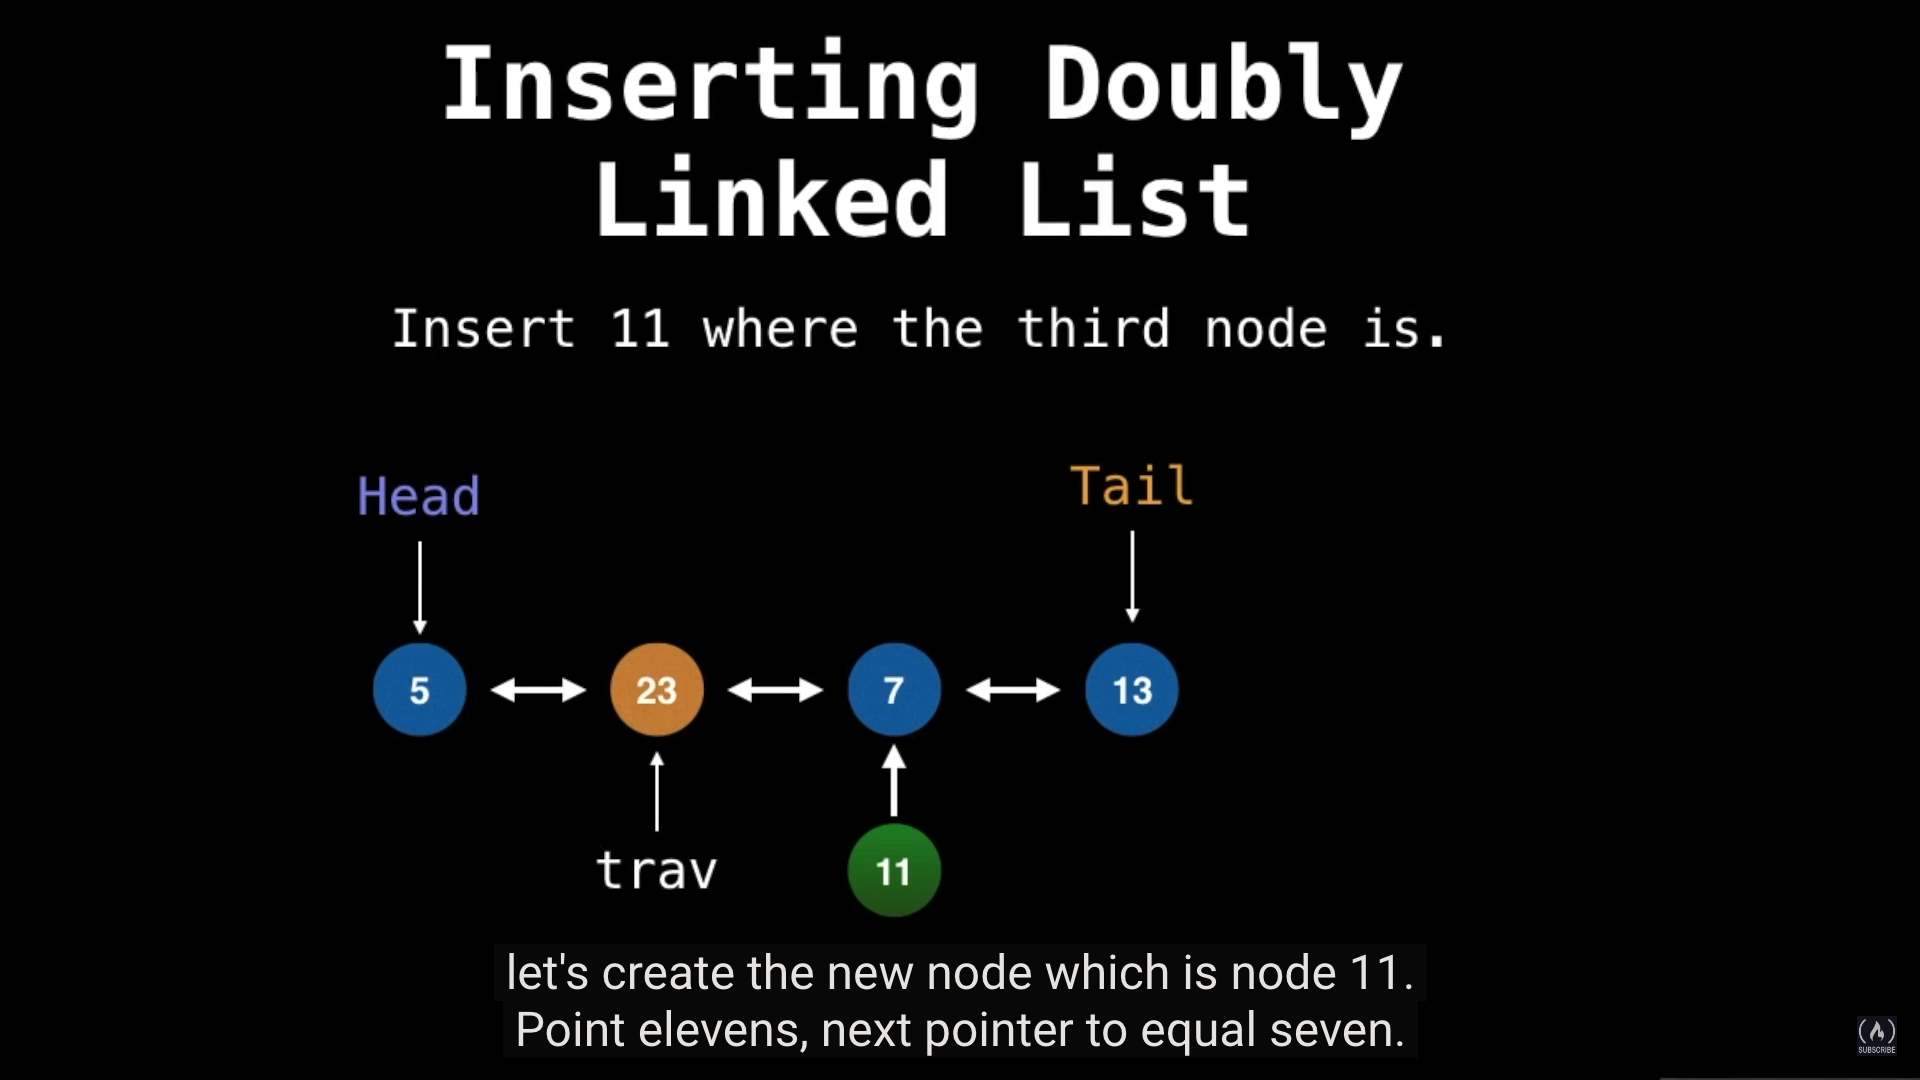 Inserting Doubly
Linked List
Insert 11 where the third node is.
Head
Tail
5
23
7
13
trav
11
let's create the new node which is node 11.
Point elevens, next pointer to equal seven.
SUBSCRIBE